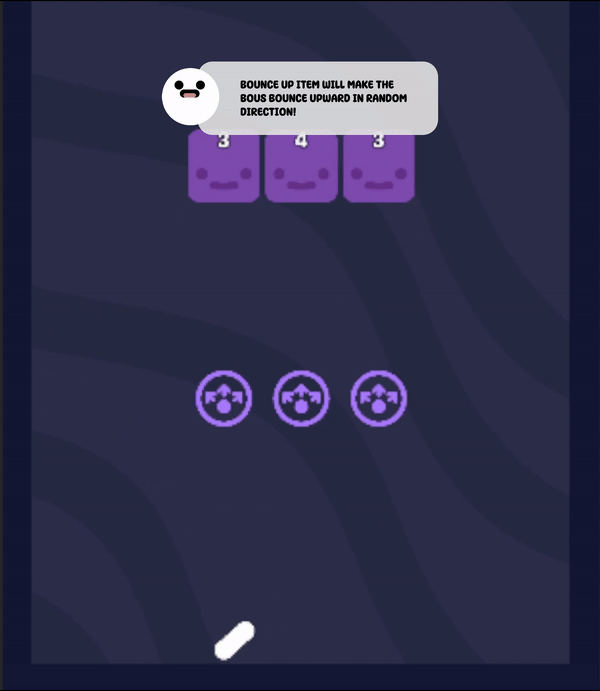 BOUNCE UP ITEM WILL MAKE THE
BOUS BOUNCE UPWARD IN RANDOM
DIRECTION!
3 4 3